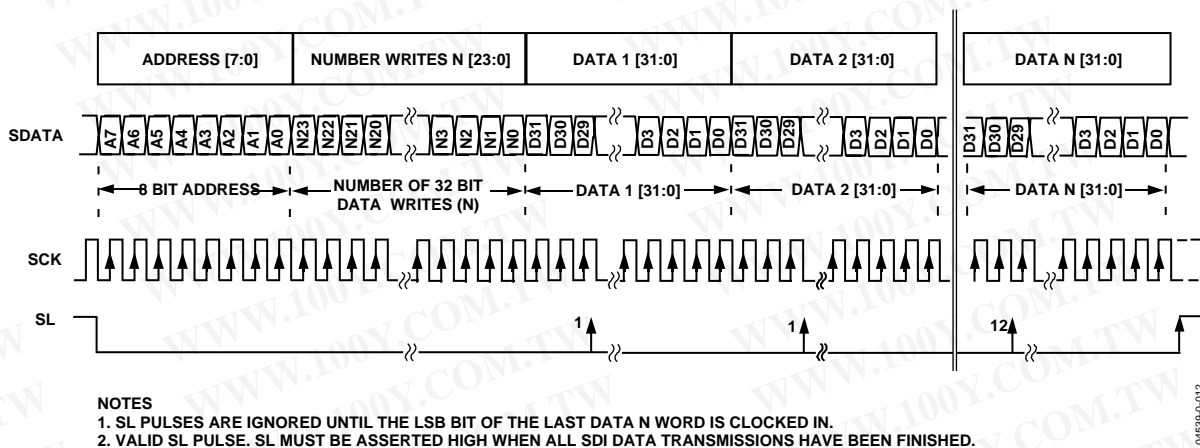 ADDRESS [7:0] NUMBER WRITES N [23:0] DATA 1 [31:0] DATA 2 [31:0] DATA N [31:0]
SDATA A7 A6 A5 A4 A3 A2 A1 A0 N23 N22 N21 N20 N3 N2 N1 N0 D31 D30 D29 D3 D2 D1 D0 D31 D30 D29 D3 D2 D1 D0 D31 D30 D29 D3 D2 D1 D0
8 BIT ADDRESS NUMBER OF 32 BIT DATA 1 [31:0] DATA 2 [31:0] DATA N [31:0]
DATA WRITES (N)
SCK
SL 1 1 12
NOTES
1. SL PULSES ARE IGNORED UNTIL THE LSB BIT OF THE LAST DATA N WORD IS CLOCKED IN.
2. VALID SL PULSE. SL MUST BE ASSERTED HIGH WHEN ALL SDI DATA TRANSMISSIONS HAVE BEEN FINISHED.
WWW.100Y.COM.TW